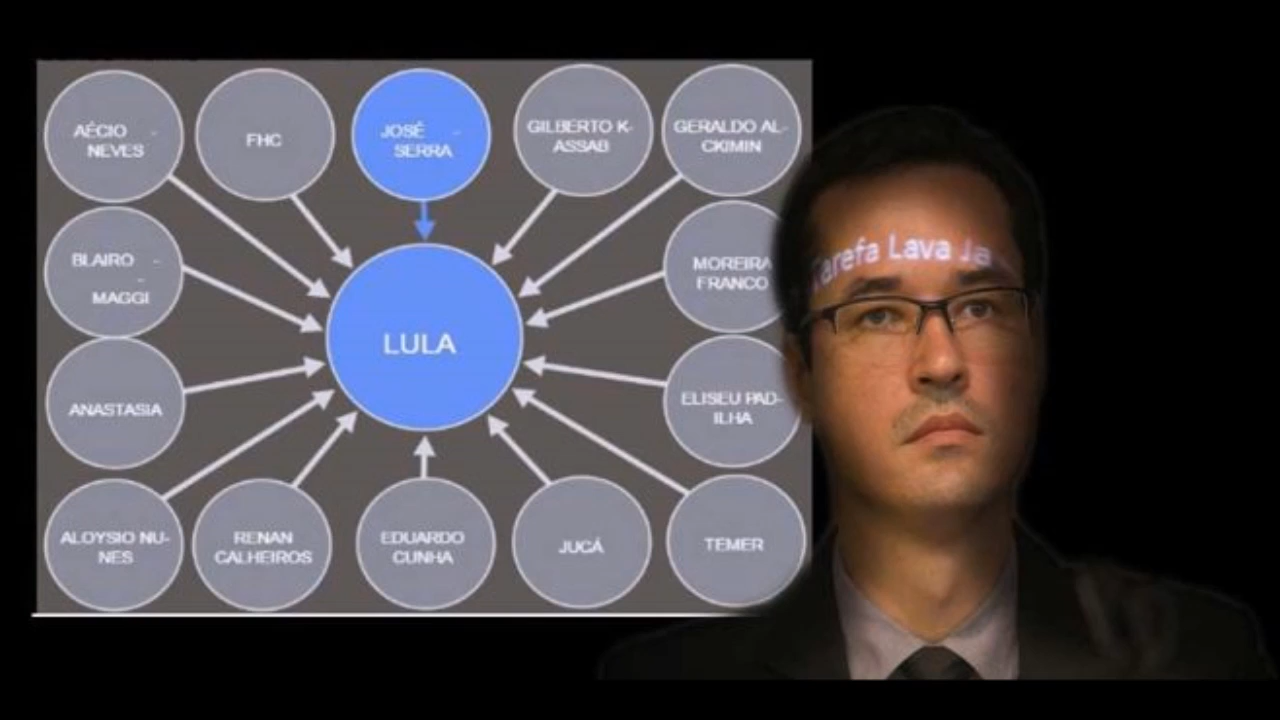 AÉCIO -
NEVES
FHC
JOSÉ -
SERRA
GILBERTO K-
ASSAB
GERALDO AL-
CKIMIN
BLAIRO -
-
MAGGI
MOREIRA
FRANCO
LULA
ANASTASIA
ELISEU PAD-
ILHA
ALOYSIO NU-
NES
RENAN
CALHEIROS
EDUARDO
CUNHA
JUCÁ
TEMER
Tarefa Lava Ja